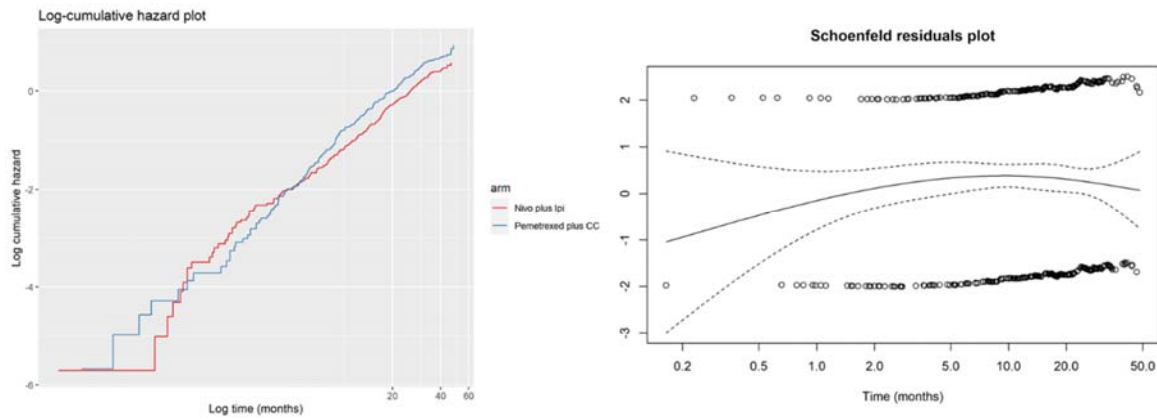 Log-cumulative hazard plot
Log cumulative hazard
0
-2
-4
-6
20
40
60
Log time (months)
arm
Nivo plus Ipi
Pemetrexed plus CC
Schoenfeld residuals plot
2
1
0
-1
-2
-3
0.2
0.5
1.0
2.0
5.0
10.0
20.0
50.0
Time (months)